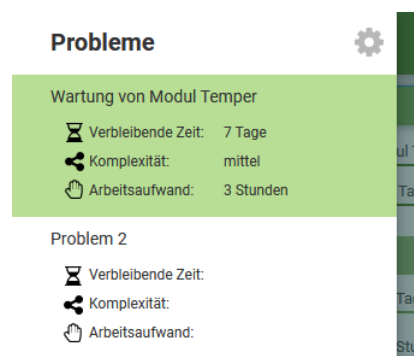 Probleme
Wartung von Modul Temper
Verbleibende Zeit: 7 Tage
Komplexität: mittel
Arbeitsaufwand: 3 Stunden
Problem 2
Verbleibende Zeit:
Komplexität:
Arbeitsaufwand: